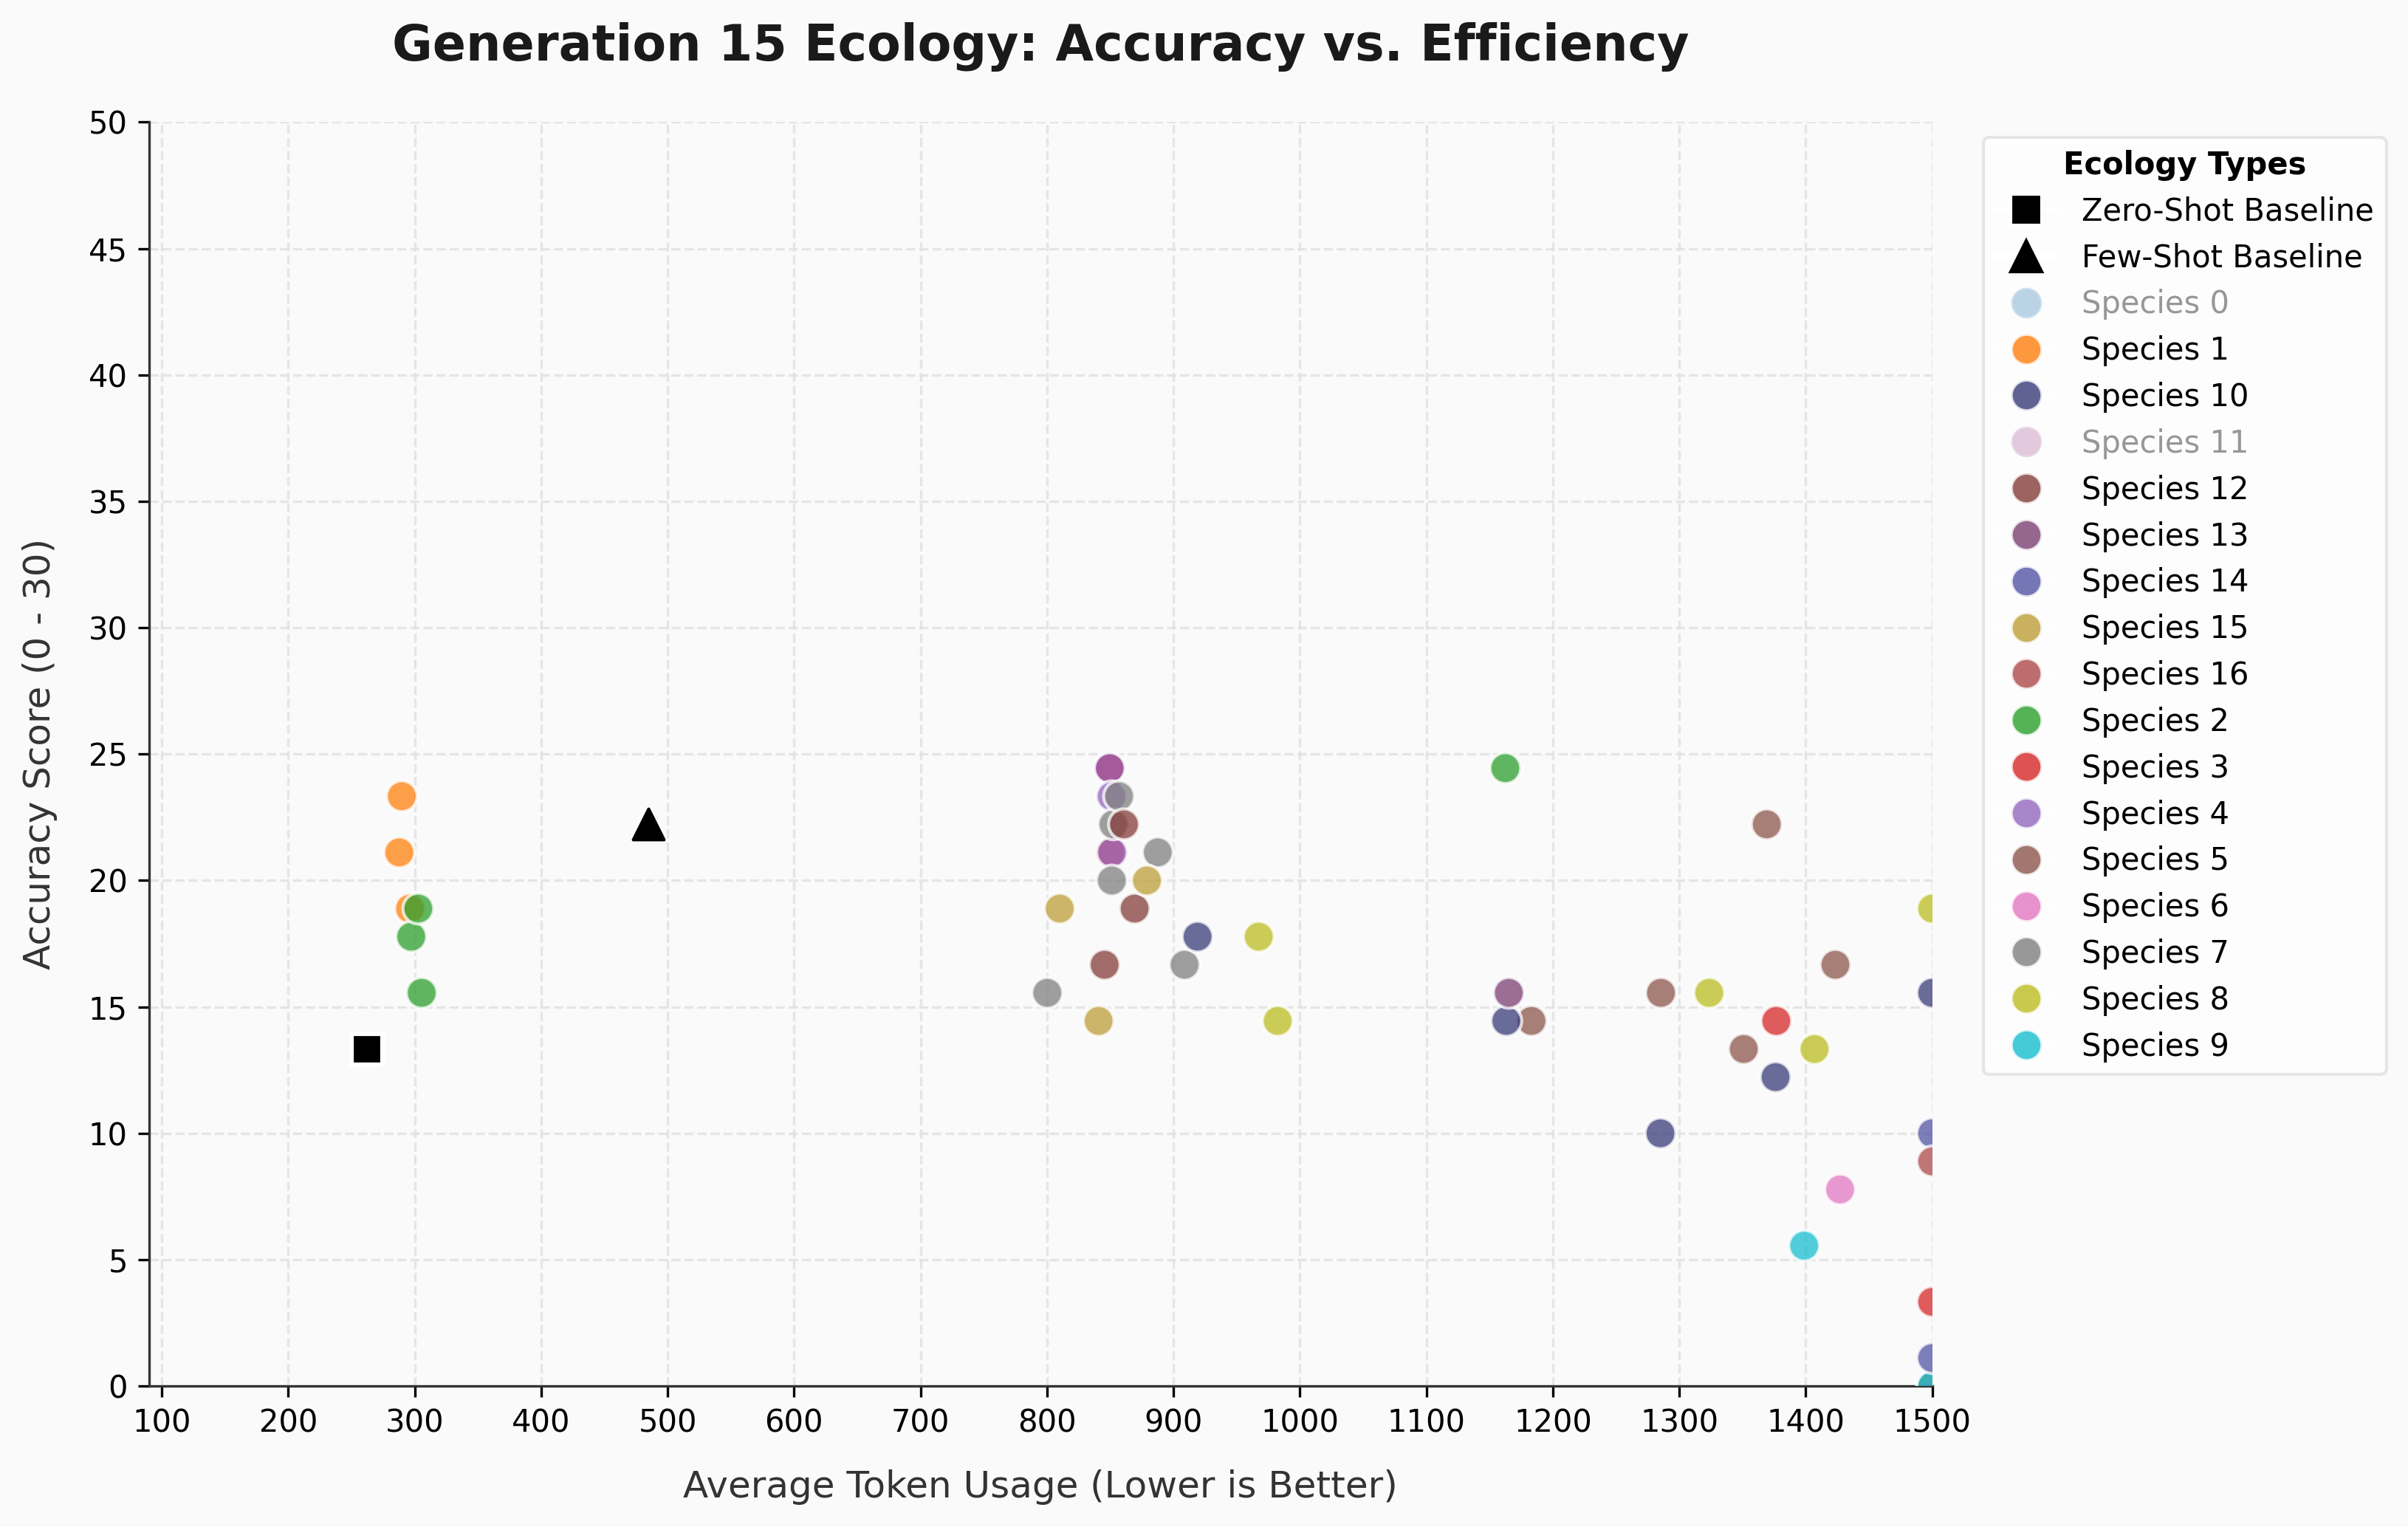 Generation 15 Ecology: Accuracy vs. Efficiency
Accuracy Score (0 - 30)
50
45
40
35
30
25
20
15
10
5
0
100 200 300 400 500 600 700 800 900 1000 1100 1200 1300 1400 1500
Average Token Usage (Lower is Better)
Ecology Types
Zero-Shot Baseline
Few-Shot Baseline
Species 0
Species 1
Species 10
Species 11
Species 12
Species 13
Species 14
Species 15
Species 16
Species 2
Species 3
Species 4
Species 5
Species 6
Species 7
Species 8
Species 9